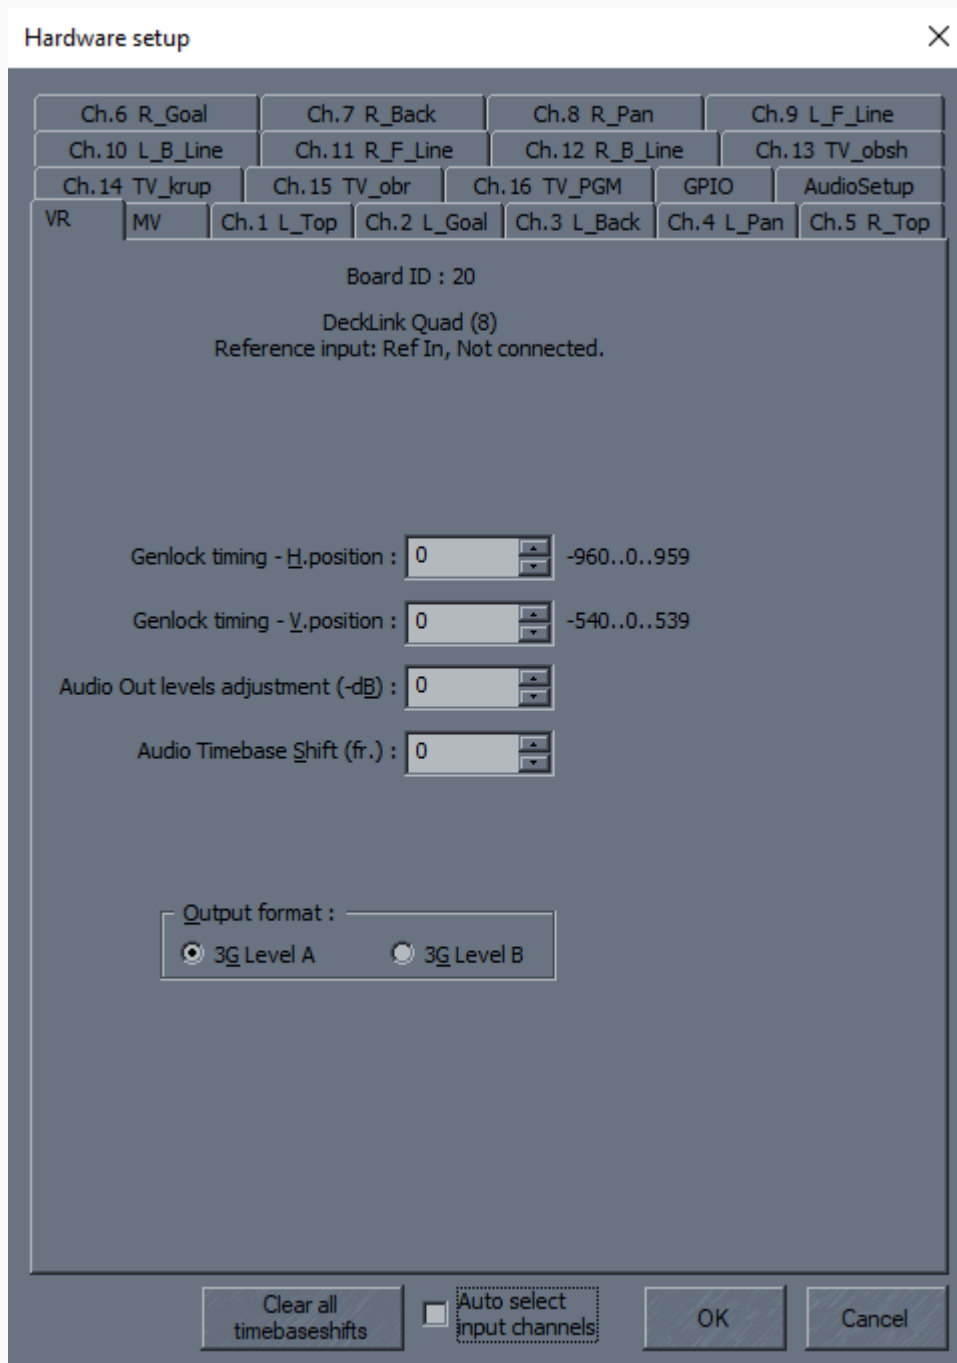 Hardware setup
Ch.6 R_Goal
Ch.7 R_Back
Ch.8 R_Pan
Ch.9 L_F_Line
Ch.10 L_B_Line
Ch.11 R_F_Line
Ch.12 R_B_Line
Ch.13 TV_obsh
Ch.14 TV_krup
Ch.15 TV_obr
Ch.16 TV_PGM
GPIO
AudioSetup
VR
MV
Ch.1 L_Top
Ch.2 L_Goal
Ch.3 L_Back
Ch.4 L_Pan
Ch.5 R_Top
Board ID : 20
DeckLink Quad (8)
Reference input: Ref In, Not connected.
Genlock timing - H.position : 0 -960..0..959
Genlock timing - V.position : 0 -540..0..539
Audio Out levels adjustment (-dB) : 0
Audio Timebase Shift (fr.) : 0
Output format :
3G Level A
3G Level B
Clear all
timebaseshifts
Auto select
input channels
OK
Cancel